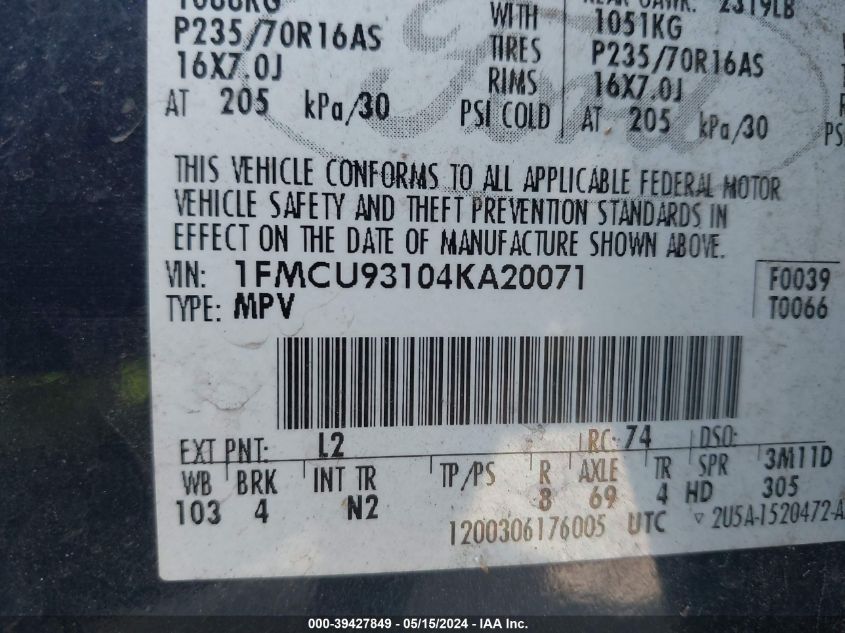 1066KG WITH 2319LB
P235/70R16AS TIRES 1051KG
16X7.0J RIMS P235/70R16AS
AT 205 kPa/30 PSI COLD 16X7.0J
AT 205 kPa/30
Ford
THIS VEHICLE CONFORMS TO ALL APPLICABLE FEDERAL MOTOR
VEHICLE SAFETY AND THEFT PREVENTION STANDARDS IN
EFFECT ON THE DATE OF MANUFACTURE SHOWN ABOVE.
VIN: 1FMCU93104KA20071 F0039
TYPE: MPV T0066
EXT PNT: L2 RC: 74 DSO:
WB BRK INT TR TP/PS R AXLE TR SPR 3M11D
103 4 N2 8 69 4 HD 305
1200306176005 UTC ▽ 2U5A-1520472-A
000-39427849 - 05/15/2024 - IAA Inc.